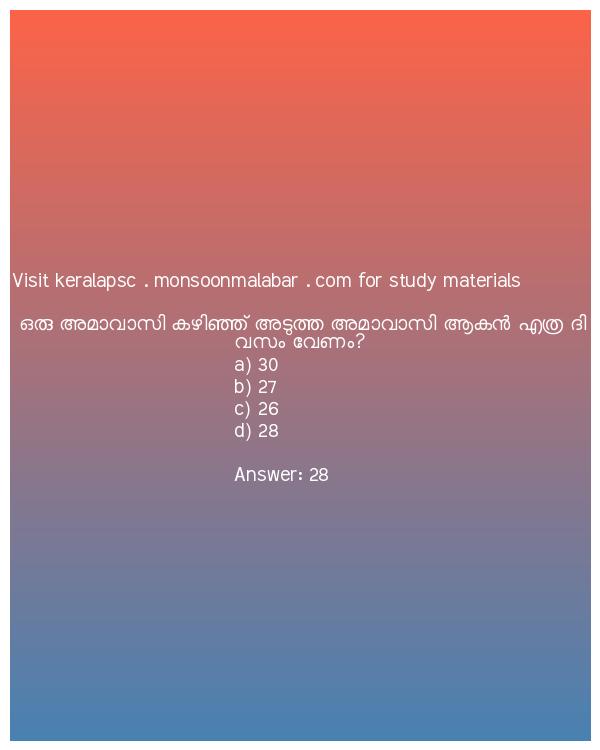 Visit keralapsc . monsoonmalabar . com for study materials
ഒരു അമാവാസി കഴിഞ്ഞ് അടുത്ത അമാവാസി ആകൻ എത്ര ദി
വസം വേണം?
a) 30
b) 27
c) 26
d) 28
Answer: 28